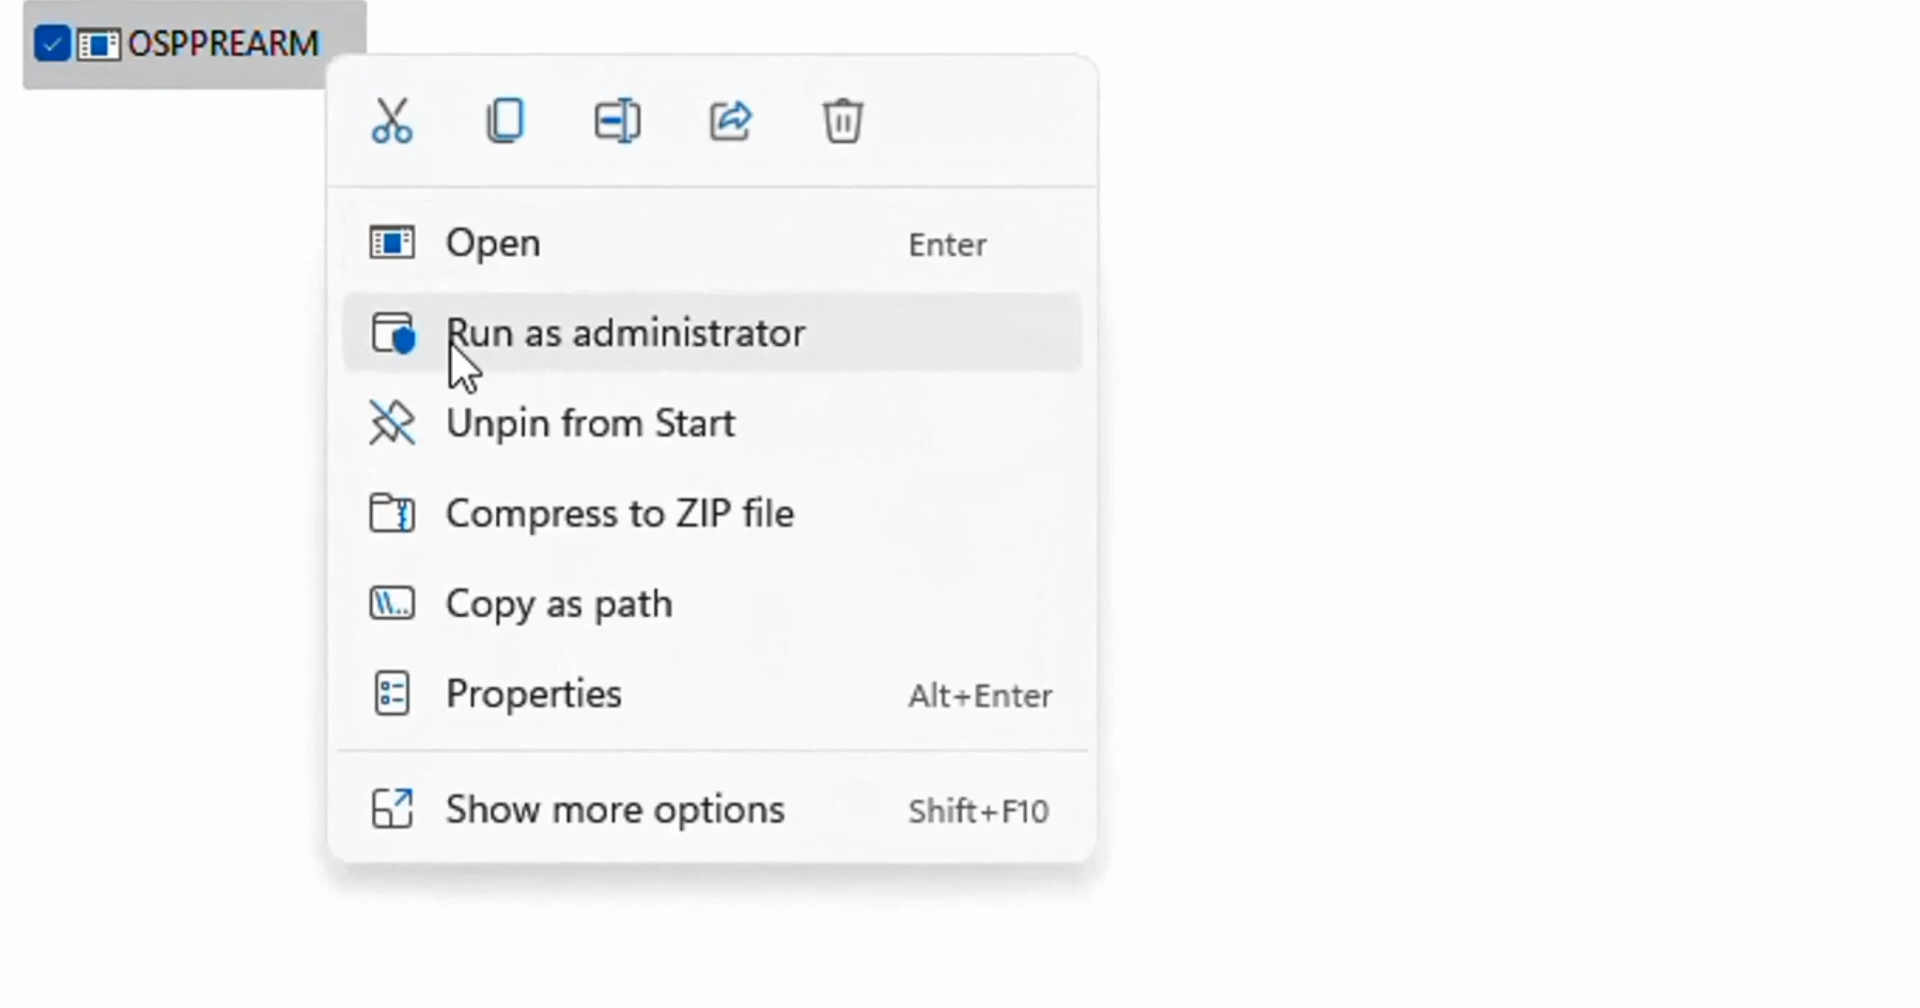 OSPPREARM
Open Enter
Run as administrator
Unpin from Start
Compress to ZIP file
Copy as path
Properties Alt+Enter
Show more options Shift+F10